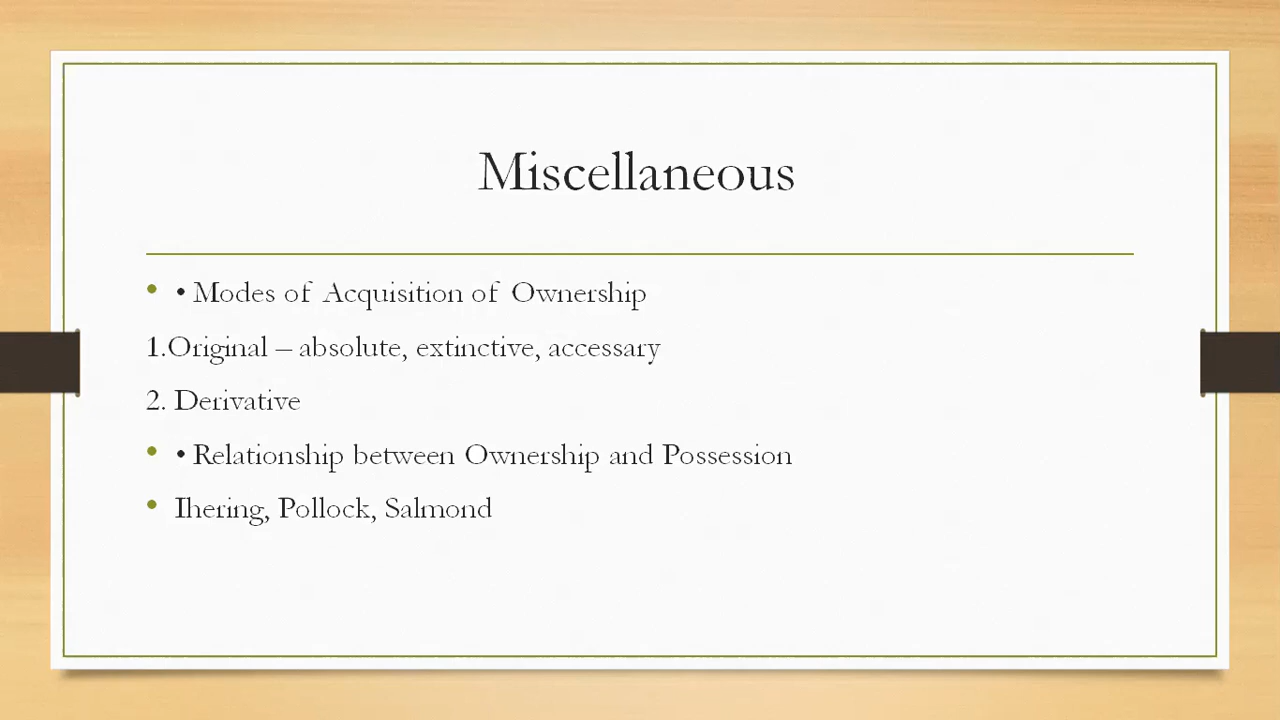 Miscellaneous
• • Modes of Acquisition of Ownership
1.Original – absolute, extinctive, accessary
2. Derivative
• • Relationship between Ownership and Possession
• Ihering, Pollock, Salmond